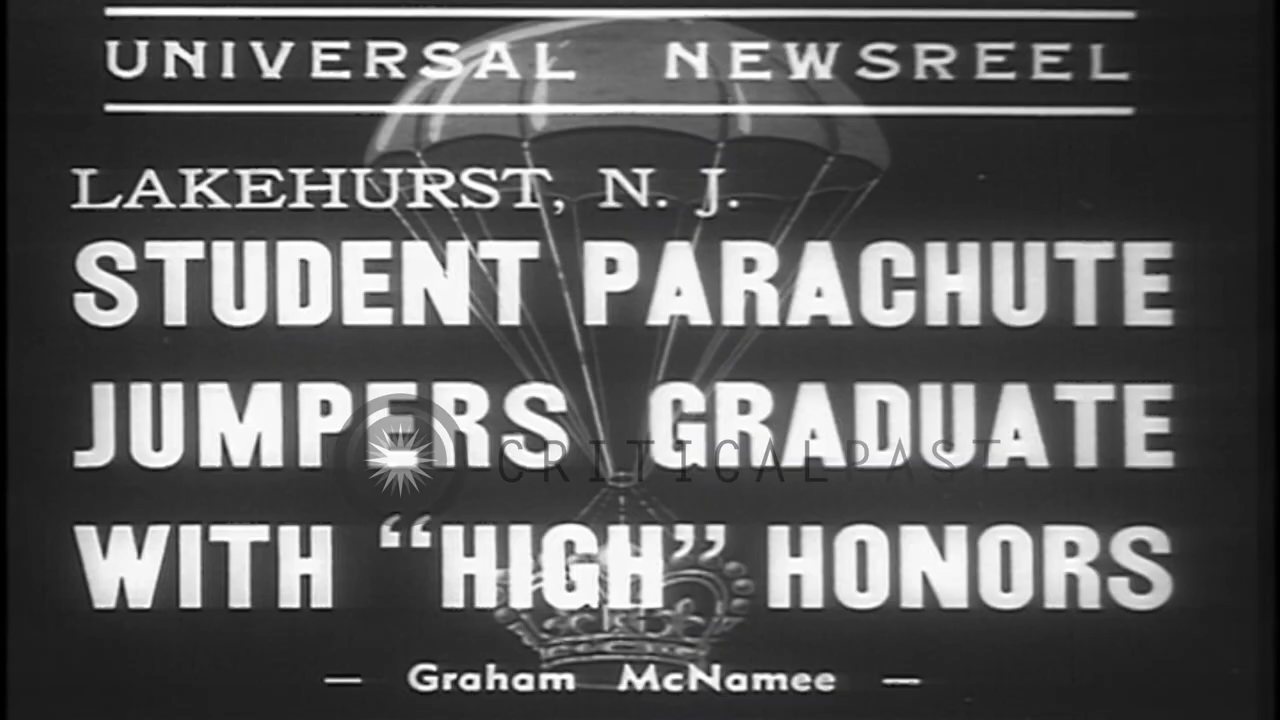 UNIVERSAL NEWSREEL
LAKEHURST, N. J.
STUDENT PARACHUTE
JUMPERS GRADUATE
CRITICALPAST
WITH “HIGH” HONORS
— Graham McNamee —